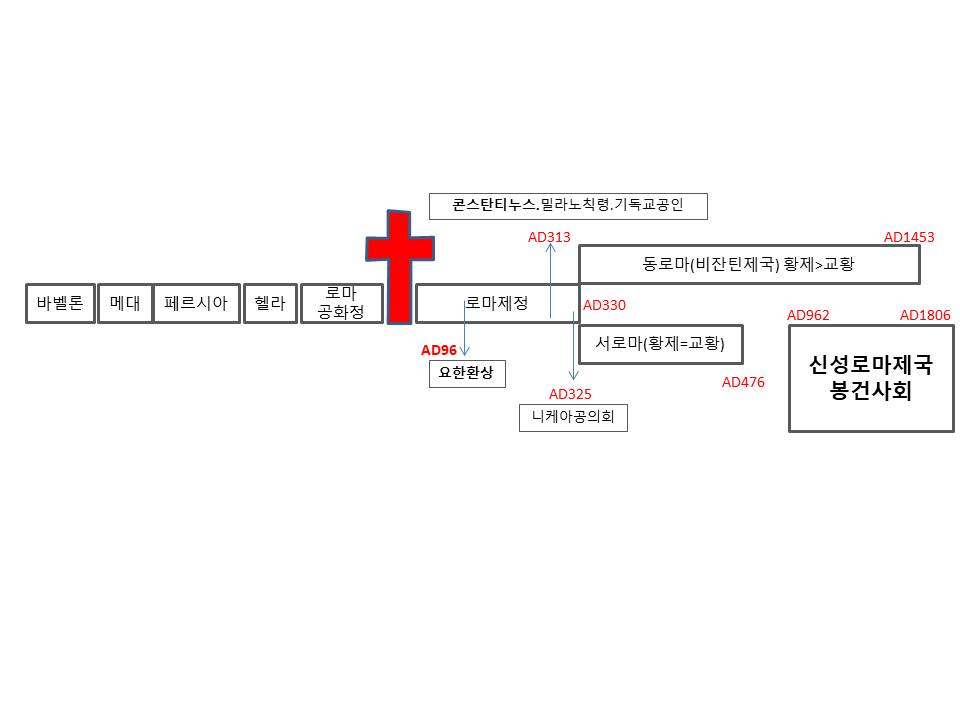 콘스탄티누스.밀라노칙령.기독교공인
AD313
AD1453
동로마(비잔틴제국) 황제>교황
바벨론
메대
페르시아
헬라
로마
공화정
로마제정
AD330
AD962
AD1806
서로마(황제=교황)
신성로마제국
봉건사회
AD96
요한환상
AD476
AD325
니케아공의회